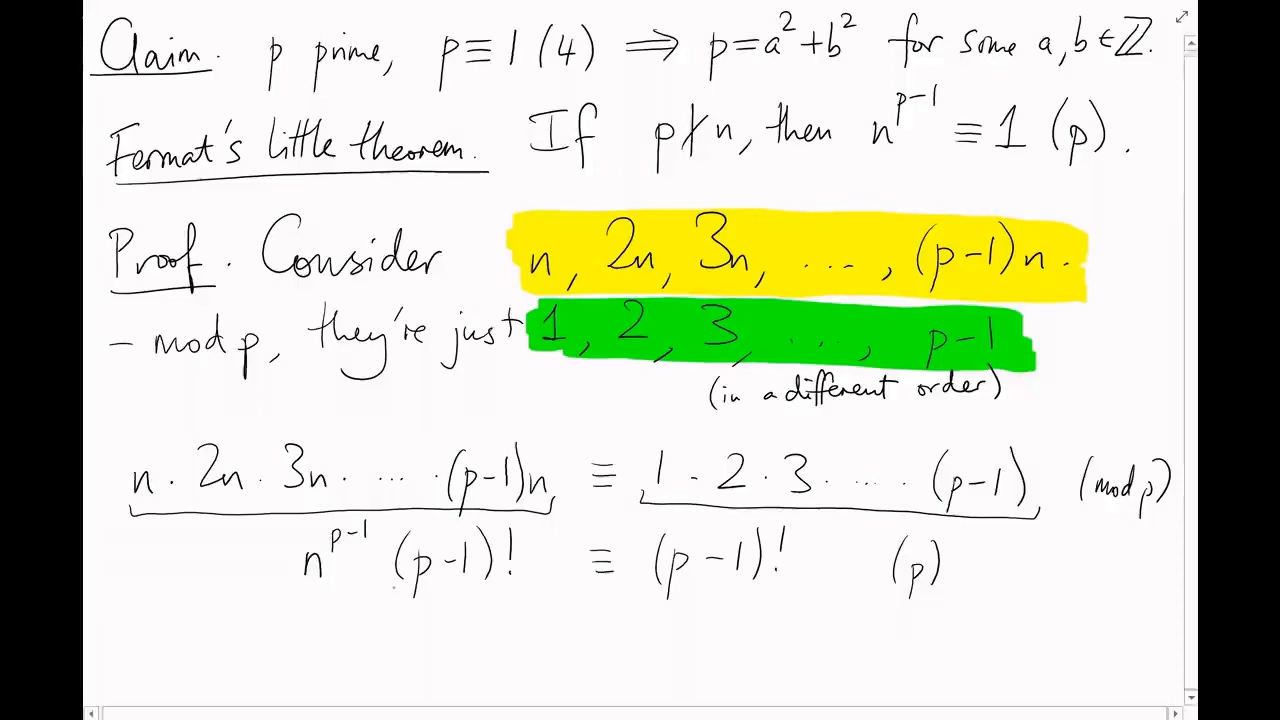 Claim. p prime, p ≡ 1 (4) ⟹ p = a² + b² for some a, b ∈ ℤ.
Fermat's little theorem. If p ∤ n, then n^{p-1} ≡ 1 (p).
Proof. Consider n, 2n, 3n, ..., (p-1)n.
- mod p, they're just 1, 2, 3, ..., p-1
(in a different order)
n · 2n · 3n · ... · (p-1)n ≡ 1 · 2 · 3 · ... · (p-1) (mod p)
n^{p-1} (p-1)! ≡ (p-1)! (p)